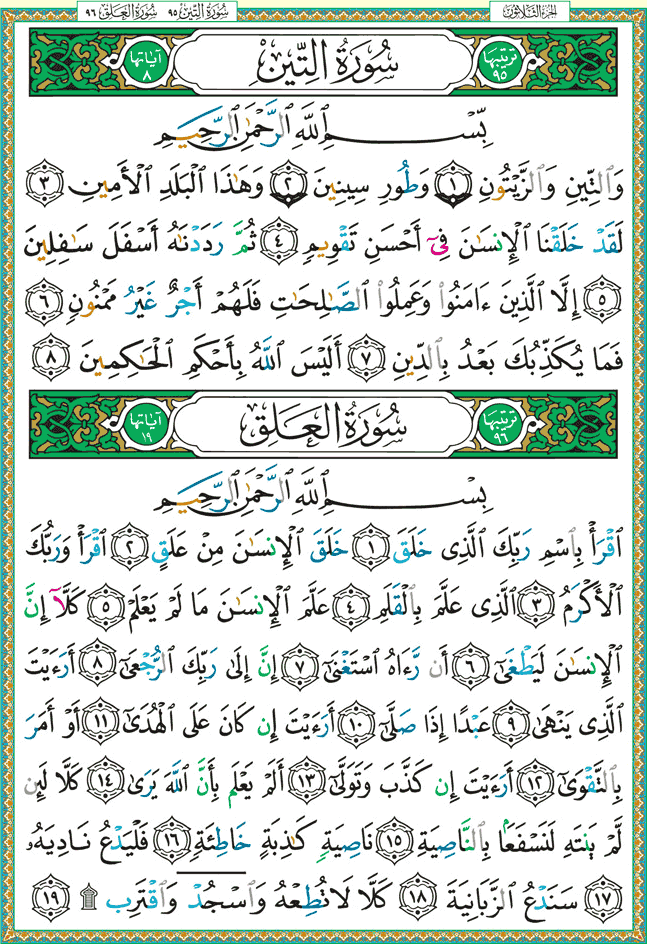 الجزء الثلاثون
سُورَةُ التِّين ٩٥ سُورَةُ العَلَق ٩٦
ترتيبها ٩٥ سُورَةُ التِّينِ آياتها ٨
بِّسۡمِ ٱللَّهِ ٱلرَّحۡمَٰنِ ٱلرَّحِيمِ
وَٱلتِّينِ وَٱلزَّيۡتُونِ ١ وَطُورِ سِينِينَ ٢ وَهَٰذَا ٱلۡبَلَدِ ٱلۡأَمِينِ ٣
لَقَدۡ خَلَقۡنَا ٱلۡإِنسَٰنَ فِيٓ أَحۡسَنِ تَقۡوِيمٖ ٤ ثُمَّ رَدَدۡنَٰهُ أَسۡفَلَ سَٰفِلِينَ
٥ إِلَّا ٱلَّذِينَ ءَامَنُواْ وَعَمِلُواْ ٱلصَّٰلِحَٰتِ فَلَهُمۡ أَجۡرٌ غَيۡرُ مَمۡنُونٖ ٦
فَمَا يُكَذِّبُكَ بَعۡدُ بِٱلدِّينِ ٧ أَلَيۡسَ ٱللَّهُ بِأَحۡكَمِ ٱلۡحَٰكِمِينَ ٨
ترتيبها ٩٦ سُورَةُ العَلَقِ آياتها ١٩
بِسۡمِ ٱللَّهِ ٱلرَّحۡمَٰنِ ٱلرَّحِيمِ
ٱقۡرَأۡ بِٱسۡمِ رَبِّكَ ٱلَّذِي خَلَقَ ١ خَلَقَ ٱلۡإِنسَٰنَ مِنۡ عَلَقٍ ٢ ٱقۡرَأۡ وَرَبُّكَ
ٱلۡأَكۡرَمُ ٣ ٱلَّذِي عَلَّمَ بِٱلۡقَلَمِ ٤ عَلَّمَ ٱلۡإِنسَٰنَ مَا لَمۡ يَعۡلَمۡ ٥ كَلَّآ إِنَّ
ٱلۡإِنسَٰنَ لَيَطۡغَىٰٓ ٦ أَن رَّءَاهُ ٱسۡتَغۡنَىٰٓ ٧ إِنَّ إِلَىٰ رَبِّكَ ٱلرُّجۡعَىٰٓ ٨ أَرَءَيۡتَ
ٱلَّذِي يَنۡهَىٰ ٩ عَبۡدًا إِذَا صَلَّىٰٓ ١٠ أَرَءَيۡتَ إِن كَانَ عَلَى ٱلۡهُدَىٰٓ ١١ أَوۡ أَمَرَ
بِٱلتَّقۡوَىٰٓ ١٢ أَرَءَيۡتَ إِن كَذَّبَ وَتَوَلَّىٰٓ ١٣ أَلَمۡ يَعۡلَم بِأَنَّ ٱللَّهَ يَرَىٰ ١٤ كَلَّا لَئِن
لَّمۡ يَنتَهِ لَنَسۡفَعَۢا بِٱلنَّاصِيَةِ ١٥ نَاصِيَةٖ كَٰذِبَةٍ خَاطِئَةٖ ١٦ فَلۡيَدۡعُ نَادِيَهُۥ
١٧ سَنَدۡعُ ٱلزَّبَانِيَةَ ١٨ كَلَّا لَا تُطِعۡهُ وَٱسۡجُدۡۤ وَٱقۡتَرِب ۩ ١٩